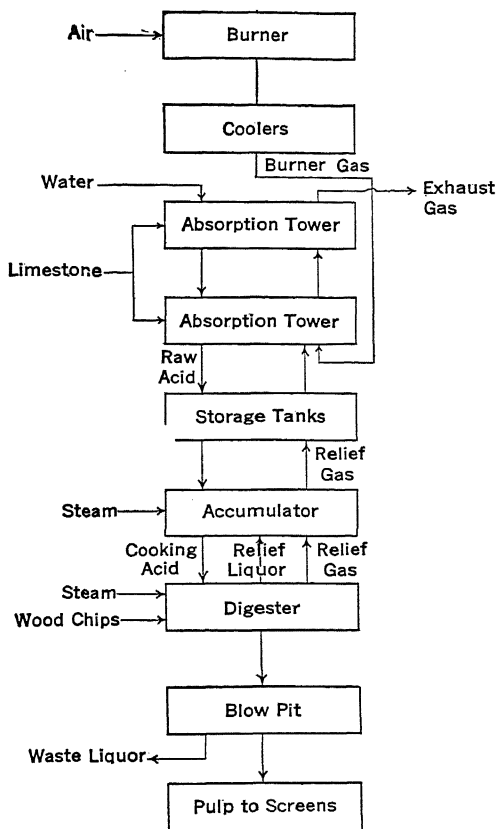 Air
Burner
Coolers
Burner Gas
Water
Exhaust
Gas
Absorption Tower
Limestone
Absorption Tower
Raw
Acid
Storage Tanks
Relief
Gas
Steam
Accumulator
Cooking
Acid
Relief
Liquor
Relief
Gas
Steam
Digester
Wood Chips
Blow Pit
Waste Liquor
Pulp to Screens